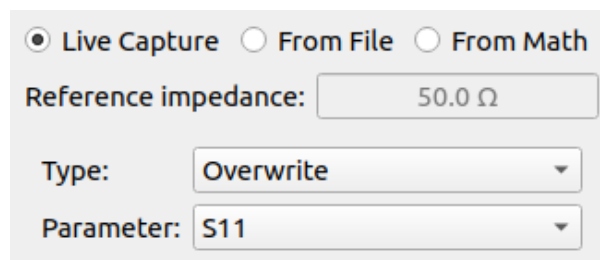 Live Capture From File From Math
Reference impedance: 50.0 Ω
Type: Overwrite
Parameter: S11